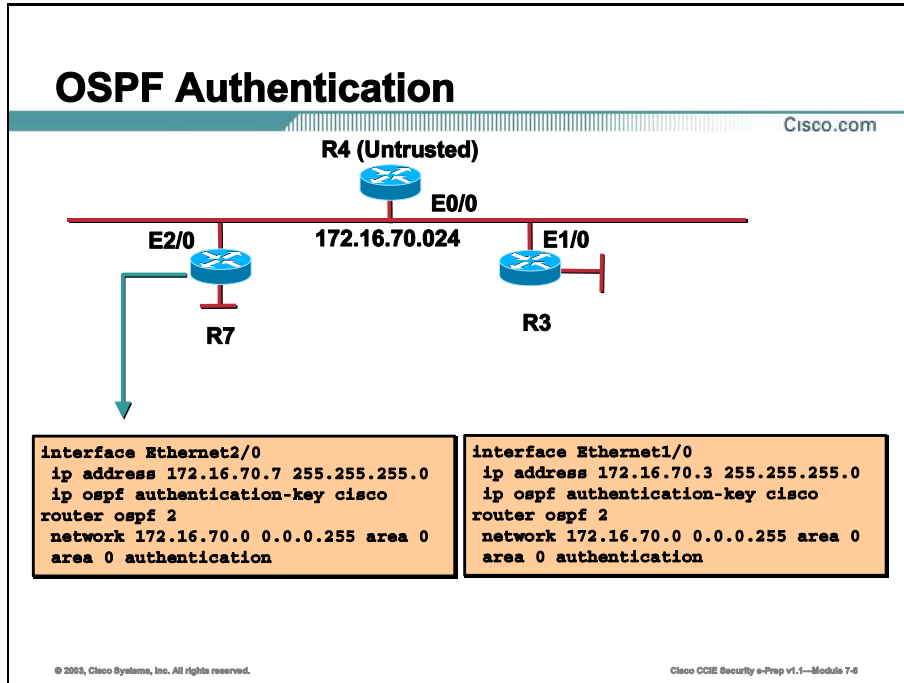 OSPF Authentication
Cisco.com
R4 (Untrusted)
E0/0
E2/0
172.16.70.024
E1/0
R7
R3
interface Ethernet2/0
ip address 172.16.70.7 255.255.255.0
ip ospf authentication-key cisco
router ospf 2
network 172.16.70.0 0.0.0.255 area 0
area 0 authentication
interface Ethernet1/0
ip address 172.16.70.3 255.255.255.0
ip ospf authentication-key cisco
router ospf 2
network 172.16.70.0 0.0.0.255 area 0
area 0 authentication
© 2003, Cisco Systems, Inc. All rights reserved.
Cisco CCIE Security e-Prep v1.1—Module 7-6